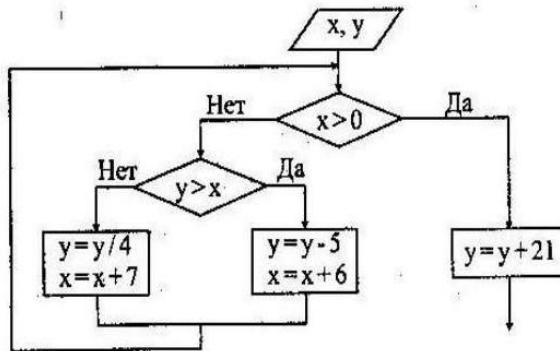 x, y
Нет
Да
x>0
Нет
Да
y>x
y=y/4
x=x+7
y=y-5
x=x+6
y=y+21